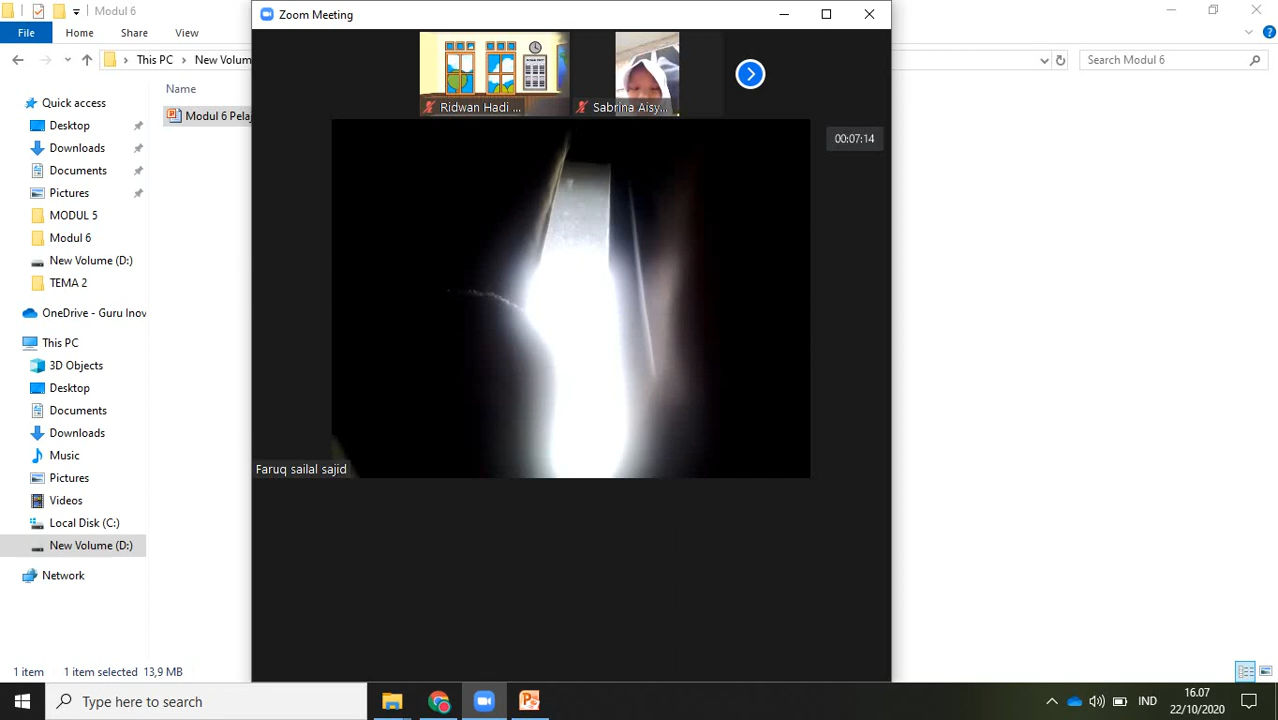 Modul 6
File
Home
Share
View
This PC
New Volum
Search Modul 6
Quick access
Desktop
Downloads
Documents
Pictures
MODUL 5
Modul 6
New Volume (D:)
TEMA 2
OneDrive - Guru Inov
This PC
3D Objects
Desktop
Documents
Downloads
Music
Pictures
Videos
Local Disk (C:)
New Volume (D:)
Network
Name
Modul 6 Pelaj
Zoom Meeting
Ridwan Hadi ...
Sabrina Aisy...
00:07:14
Faruq sailal sajid
1 item
1 item selected 13,9 MB
Type here to search
IND
16.07
22/10/2020